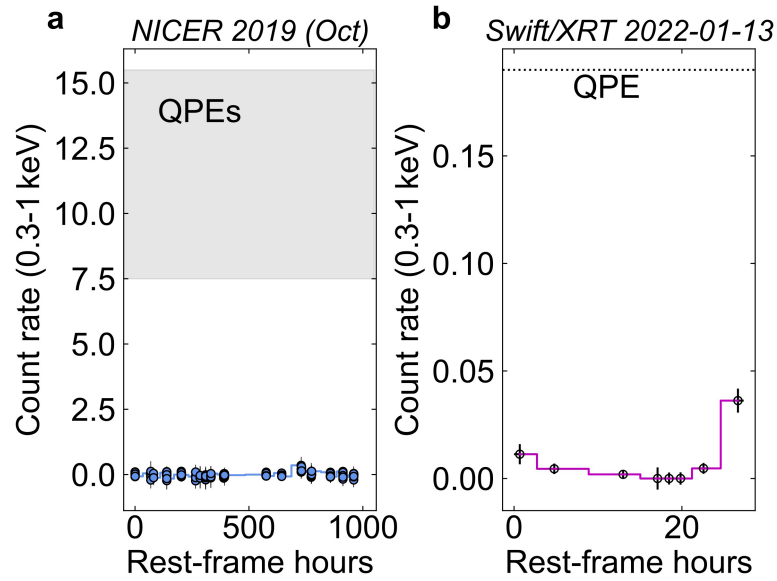 a
NICER 2019 (Oct)
Count rate (0.3-1 keV)
15.0
12.5
10.0
7.5
5.0
2.5
0.0
QPEs
0
500
1000
Rest-frame hours
b
Swift/XRT 2022-01-13
Count rate (0.3-1 keV)
0.15
0.10
0.05
0.00
QPE
0
20
Rest-frame hours